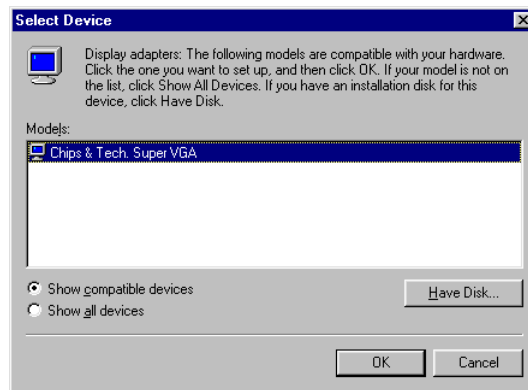 Select Device
Display adapters: The following models are compatible with your hardware.
Click the one you want to set up, and then click OK. If your model is not on
the list, click Show All Devices. If you have an installation disk for this
device, click Have Disk.
Models:
Chips & Tech. Super VGA
Show compatible devices
Have Disk...
Show all devices
OK
Cancel